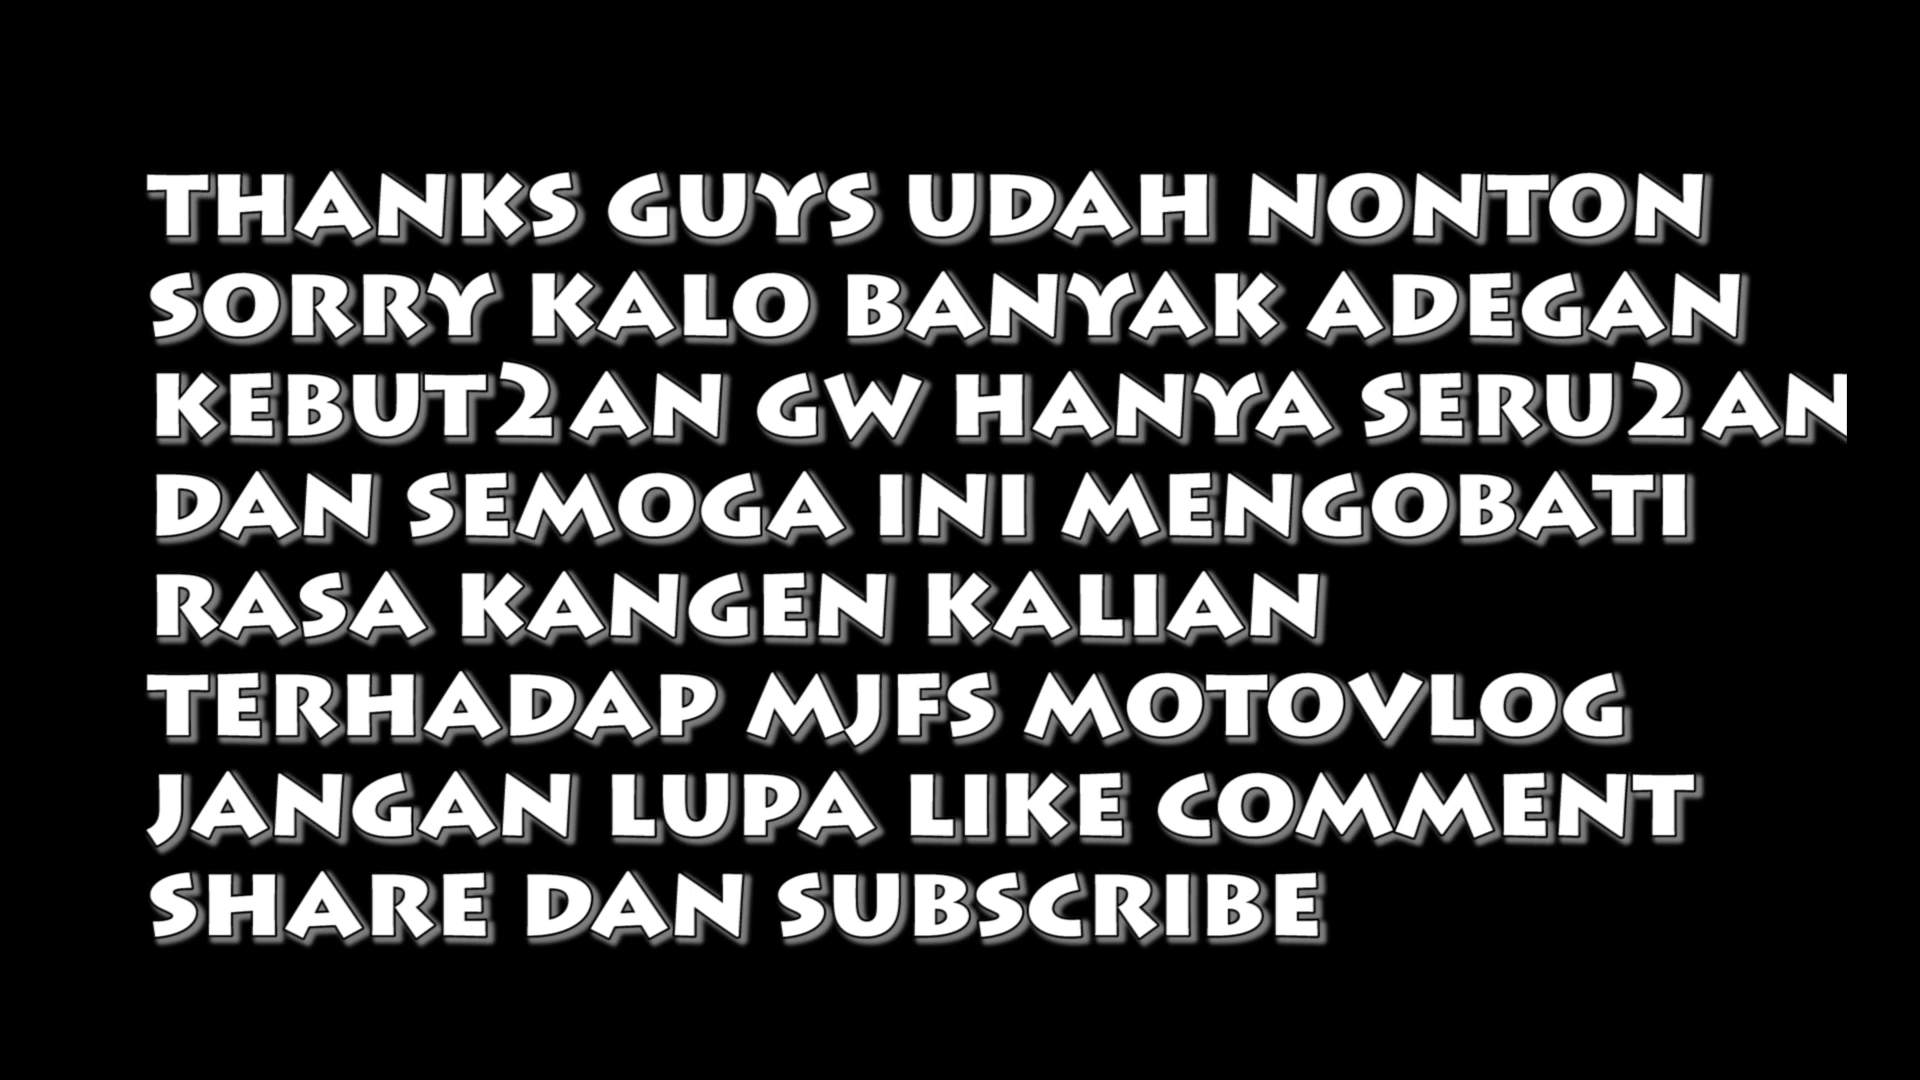 THANKS GUYS UDAH NONTON
SORRY KALO BANYAK ADEGAN
KEBUT2AN GW HANYA SERU2AN
DAN SEMOGA INI MENGOBATI
RASA KANGEN KALIAN
TERHADAP MJFS MOTOVLOG
JANGAN LUPA LIKE COMMENT
SHARE DAN SUBSCRIBE